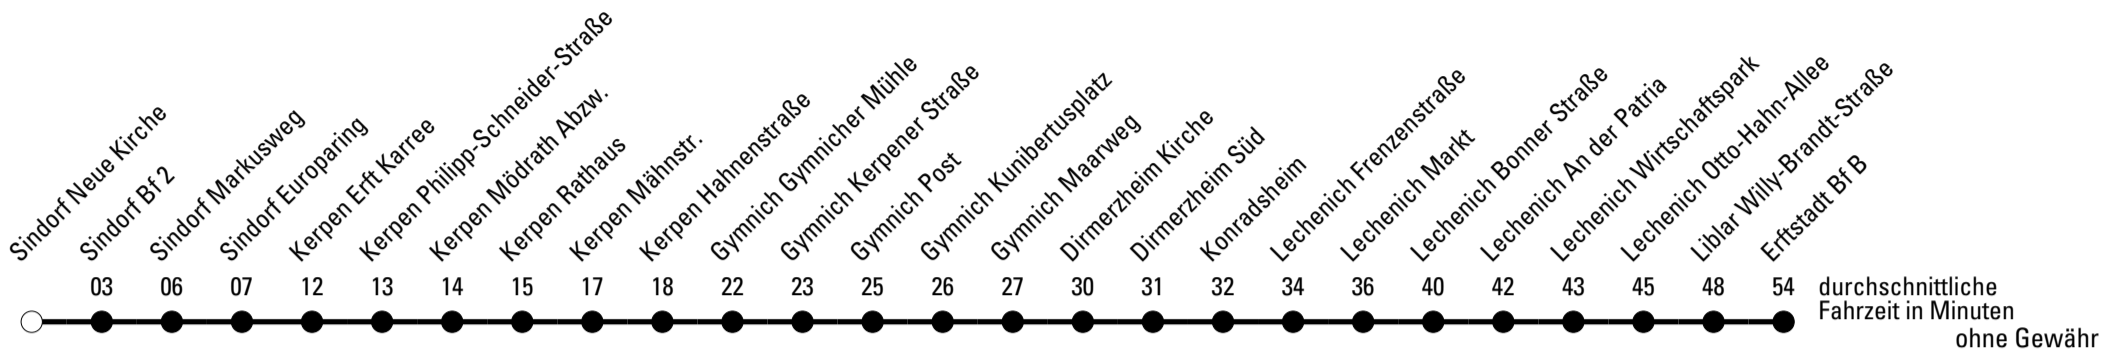 Sindorf Neue Kirche
Sindorf Bf 2
Sindorf Markusweg
Sindorf Europaring
Kerpen Erft Karree
Kerpen Philipp-Schneider-Straße
Kerpen Mödrath Abzw.
Kerpen Rathaus
Kerpen Mähnstr.
Kerpen Hahnenstraße
Gymnich Gymnicher Mühle
Gymnich Kerpener Straße
Gymnich Post
Gymnich Kunibertusplatz
Gymnich Maarweg
Dirmerzheim Kirche
Dirmerzheim Süd
Konradsheim
Lechenich Frenzenstraße
Lechenich Markt
Lechenich Bonner Straße
Lechenich An der Patria
Lechenich Wirtschaftspark
Lechenich Otto-Hahn-Allee
Liblar Willy-Brandt-Straße
Erftstadt Bf B
03 06 07 12 13 14 15 17 18 22 23 25 26 27 30 31 32 34 36 40 42 43 45 48 54
durchschnittliche
Fahrzeit in Minuten
ohne Gewähr